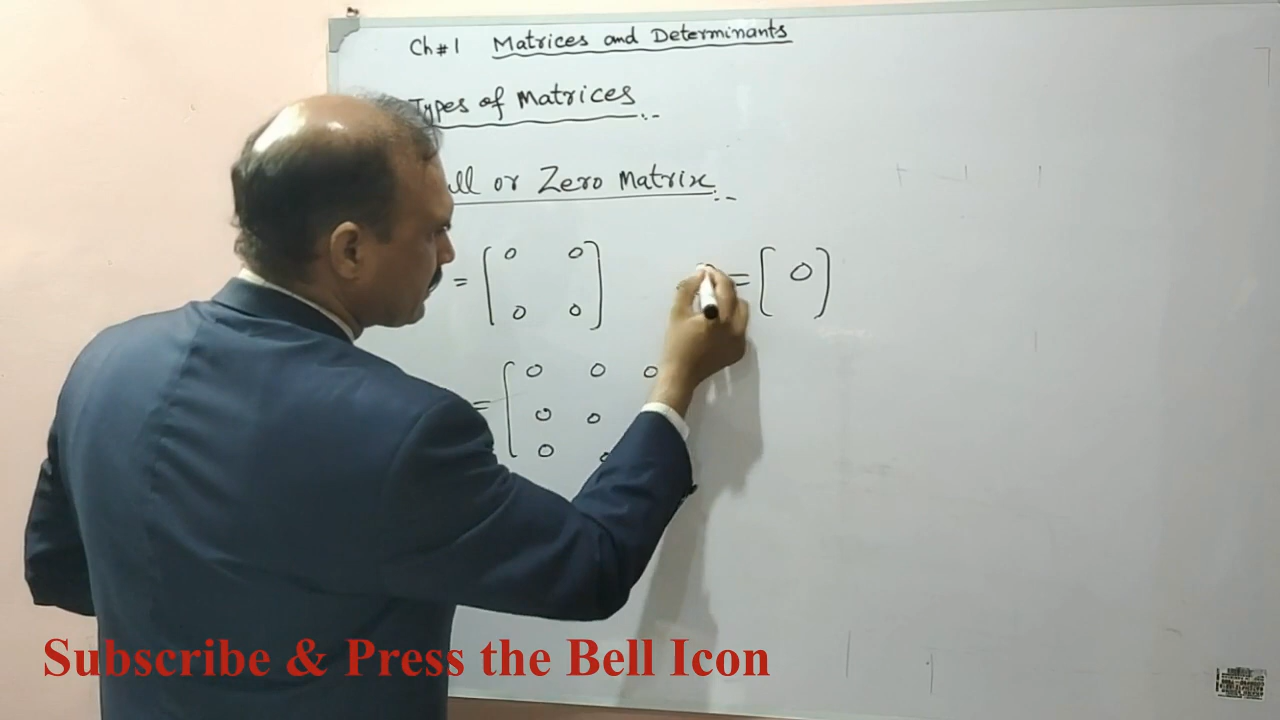 Ch#1 Matrices and Determinants
Types of Matrices :-
or Zero Matrix :-
= [ 0 0
0 0 ]
= [ 0 ]
= [ 0 0 0
0 0
0 0
Subscribe & Press the Bell Icon